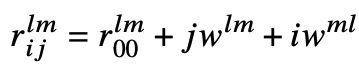 $r_{ij}^{lm} = r_{00}^{lm} + jw^{lm} + iw^{ml}$